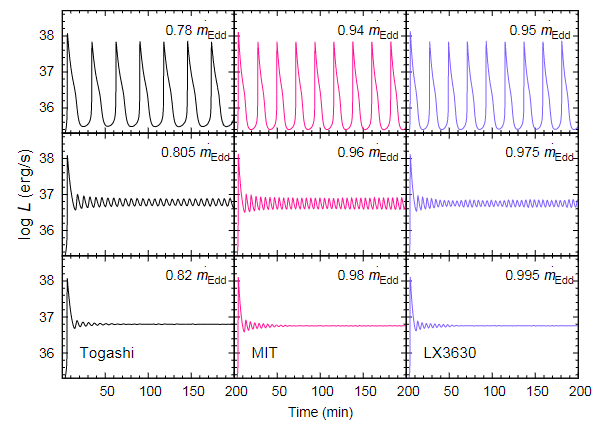 0.78 ṁEdd 0.94 ṁEdd 0.95 ṁEdd
38
37
36
0.805 ṁEdd 0.96 ṁEdd 0.975 ṁEdd
38
37
36
log L (erg/s)
0.82 ṁEdd 0.98 ṁEdd 0.995 ṁEdd
38
37
36
Togashi MIT LX3630
50 100 150 200 50 100 150 200 50 100 150 200
Time (min)